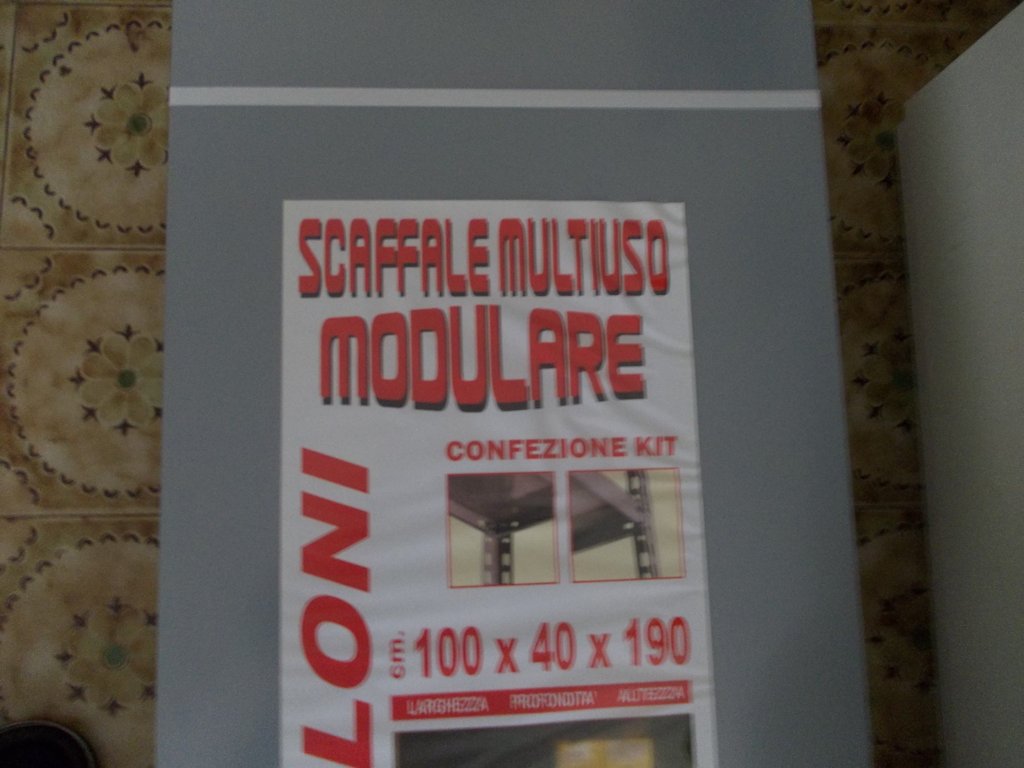 SCAFFALE MULTIUSO
MODULARE
CONFEZIONE KIT
LONI
cm. 100 x 40 x 190
LARGHEZZA PROFONDITA' ALTEZZA